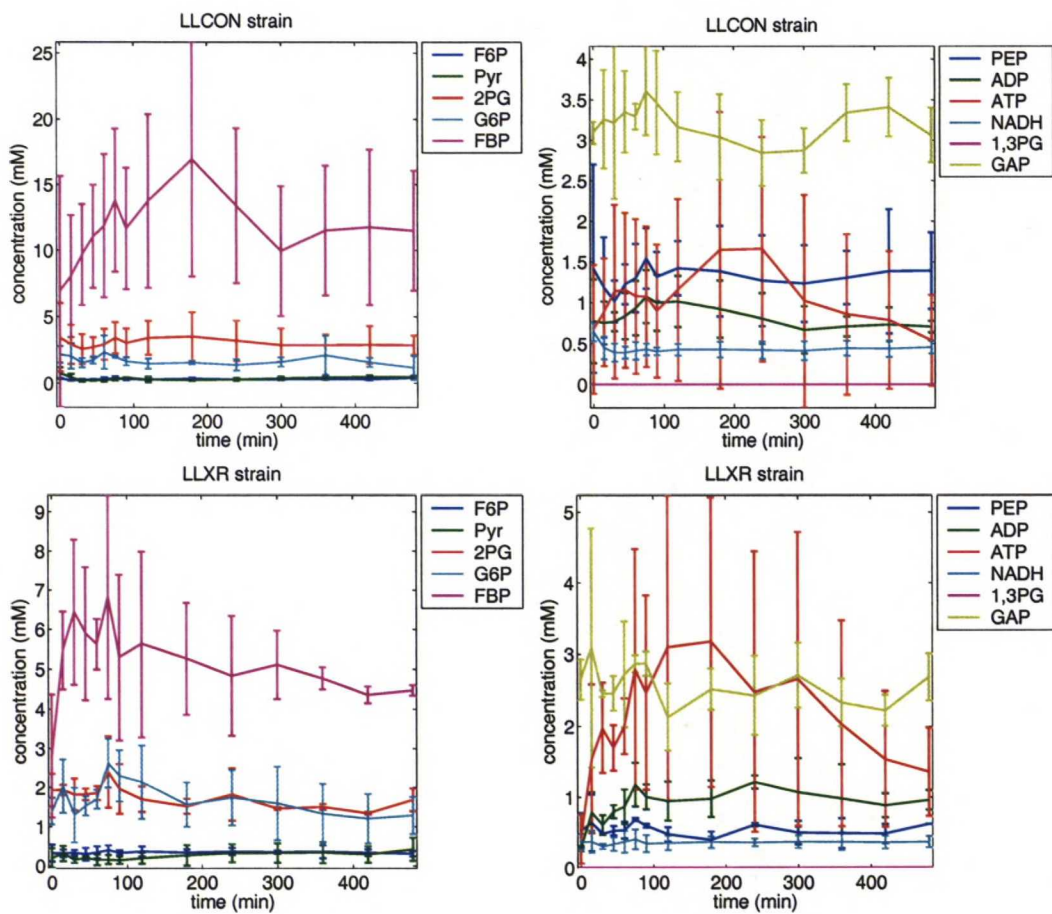 LLCON strain
concentration (mM)
25
20
15
10
5
0
0 100 200 300 400
time (min)
F6P
Pyr
2PG
G6P
FBP
LLCON strain
concentration (mM)
4
3.5
3
2.5
2
1.5
1
0.5
0
0 100 200 300 400
time (min)
PEP
ADP
ATP
NADH
1,3PG
GAP
LLXR strain
concentration (mM)
9
8
7
6
5
4
3
2
1
0
0 100 200 300 400
time (min)
F6P
Pyr
2PG
G6P
FBP
LLXR strain
concentration (mM)
5
4
3
2
1
0
0 100 200 300 400
time (min)
PEP
ADP
ATP
NADH
1,3PG
GAP